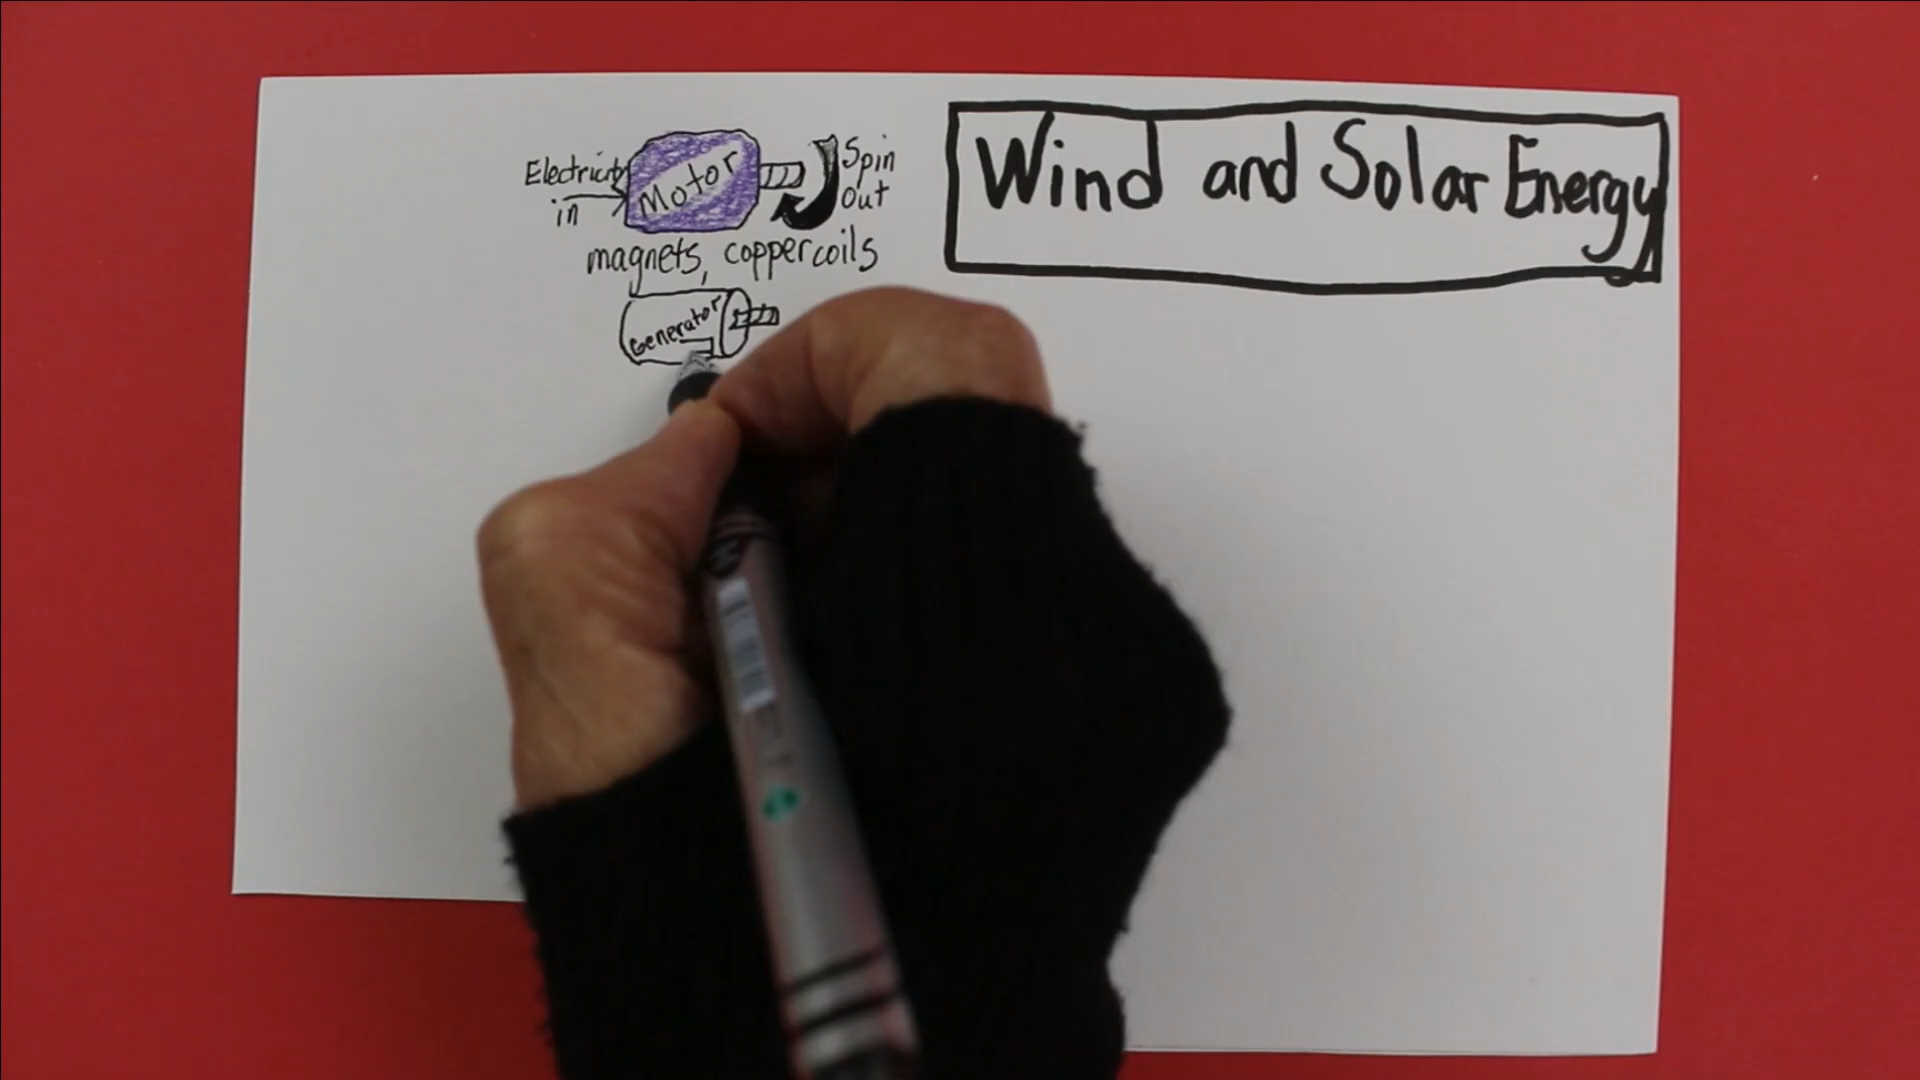 Electricity
in
Motor
Spin
Out
magnets, copper coils
Generator
Wind and Solar Energy